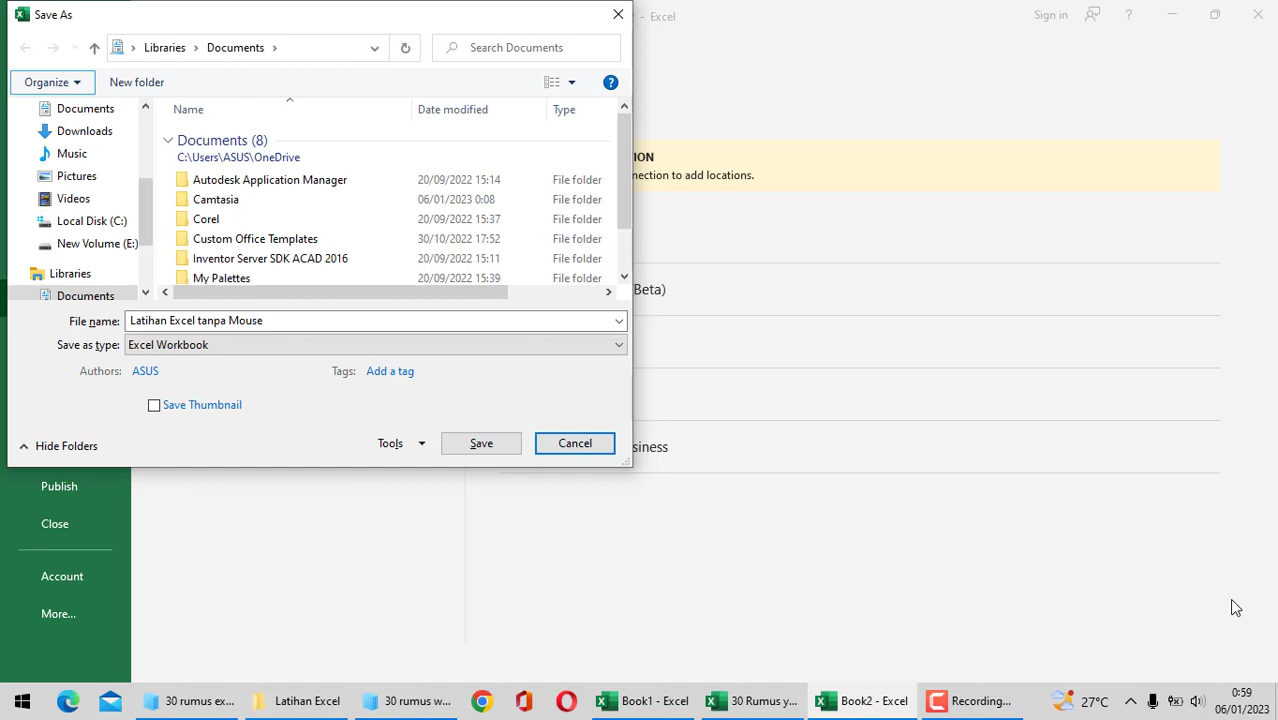 Save As
- Excel
Sign in
?
Libraries > Documents >
Search Documents
Organize
New folder
?
Documents
Downloads
Music
Pictures
Videos
Local Disk (C:)
New Volume (E:)
Libraries
Documents
Name
Date modified
Type
Documents (8)
C:\Users\ASUS\OneDrive
Autodesk Application Manager 20/09/2022 15:14 File folder
Camtasia 06/01/2023 0:08 File folder
Corel 20/09/2022 15:37 File folder
Custom Office Templates 30/10/2022 17:52 File folder
Inventor Server SDK ACAD 2016 20/09/2022 15:11 File folder
My Palettes 20/09/2022 15:39 File folder
File name: Latihan Excel tanpa Mouse
Save as type: Excel Workbook
Authors: ASUS
Tags: Add a tag
Save Thumbnail
Hide Folders
Tools
Save
Cancel
ION
nection to add locations.
(Beta)
siness
Publish
Close
Account
More...
30 rumus ex...
Latihan Excel
30 rumus w...
Book1 - Excel
30 Rumus y...
Book2 - Excel
Recording...
27°C
0:59
06/01/2023